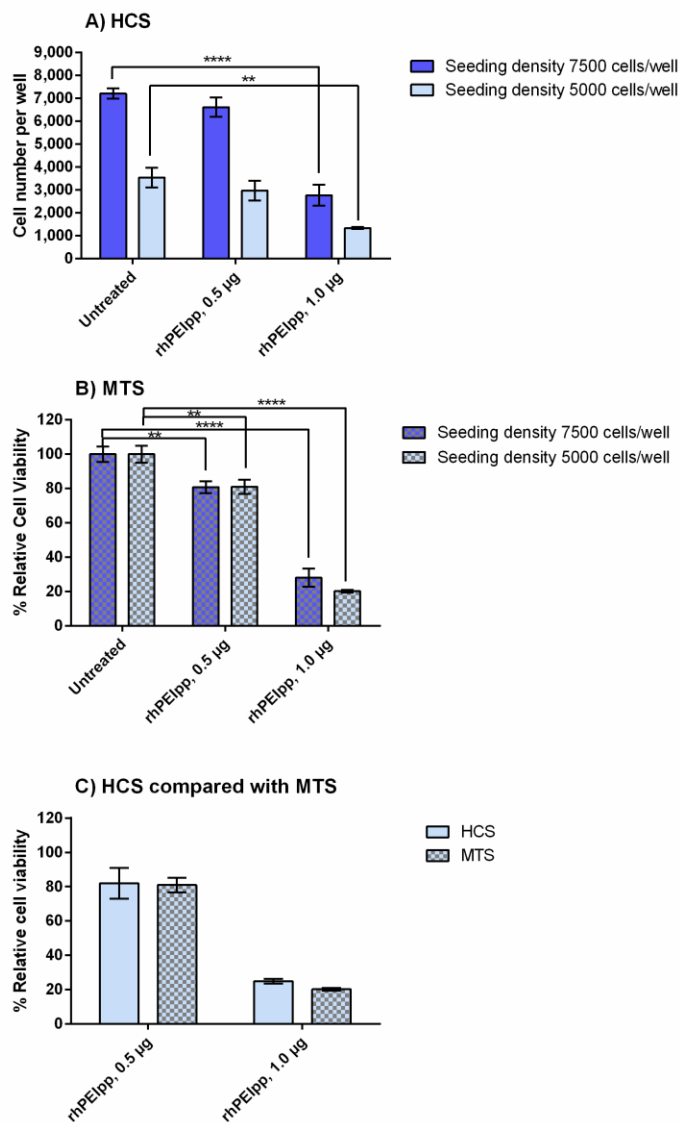 A) HCS
9,000
8,000
7,000
6,000
5,000
4,000
3,000
2,000
1,000
0
Cell number per well
****
**
Seeding density 7500 cells/well
Seeding density 5000 cells/well
Untreated
rhPEIpp, 0.5 µg
rhPEIpp, 1.0 µg
B) MTS
120
100
80
60
40
20
0
% Relative Cell Viability
****
**
****
**
Seeding density 7500 cells/well
Seeding density 5000 cells/well
Untreated
rhPEIpp, 0.5 µg
rhPEIpp, 1.0 µg
C) HCS compared with MTS
120
100
80
60
40
20
0
% Relative cell viability
HCS
MTS
rhPEIpp, 0.5 µg
rhPEIpp, 1.0 µg